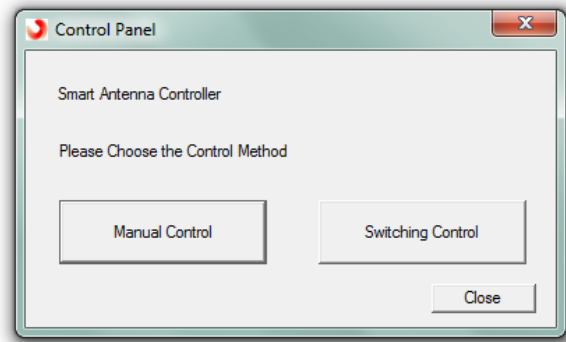 Control Panel
Smart Antenna Controller
Please Choose the Control Method
Manual Control
Switching Control
Close